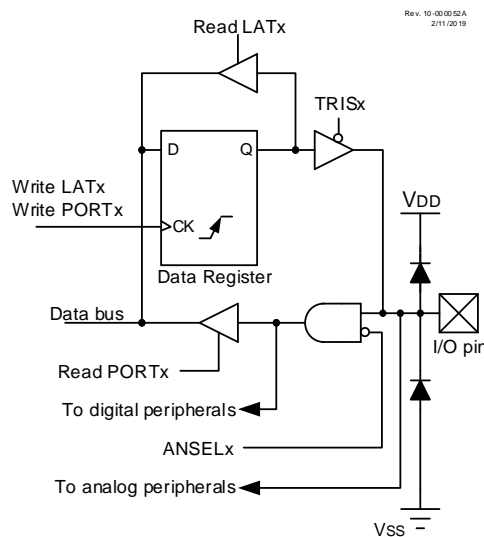 Rev. 10-000052A
2/11/2019
Read LATx
TRISx
D
Q
Write LATx
Write PORTx
CK
VDD
Data Register
Data bus
I/O pin
Read PORTx
To digital peripherals
ANSELx
To analog peripherals
VSS